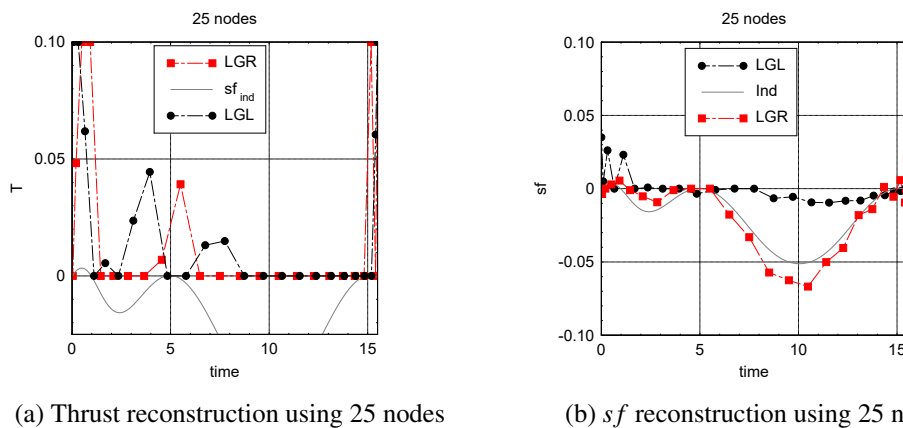 25 nodes
0.10
0.05
0
T
LGR
sf ind
LGL
0 5 10 15
time
(a) Thrust reconstruction using 25 nodes
25 nodes
0.10
0.05
0.00
-0.05
-0.10
sf
LGL
Ind
LGR
0 5 10 15
time
(b) sf reconstruction using 25 n